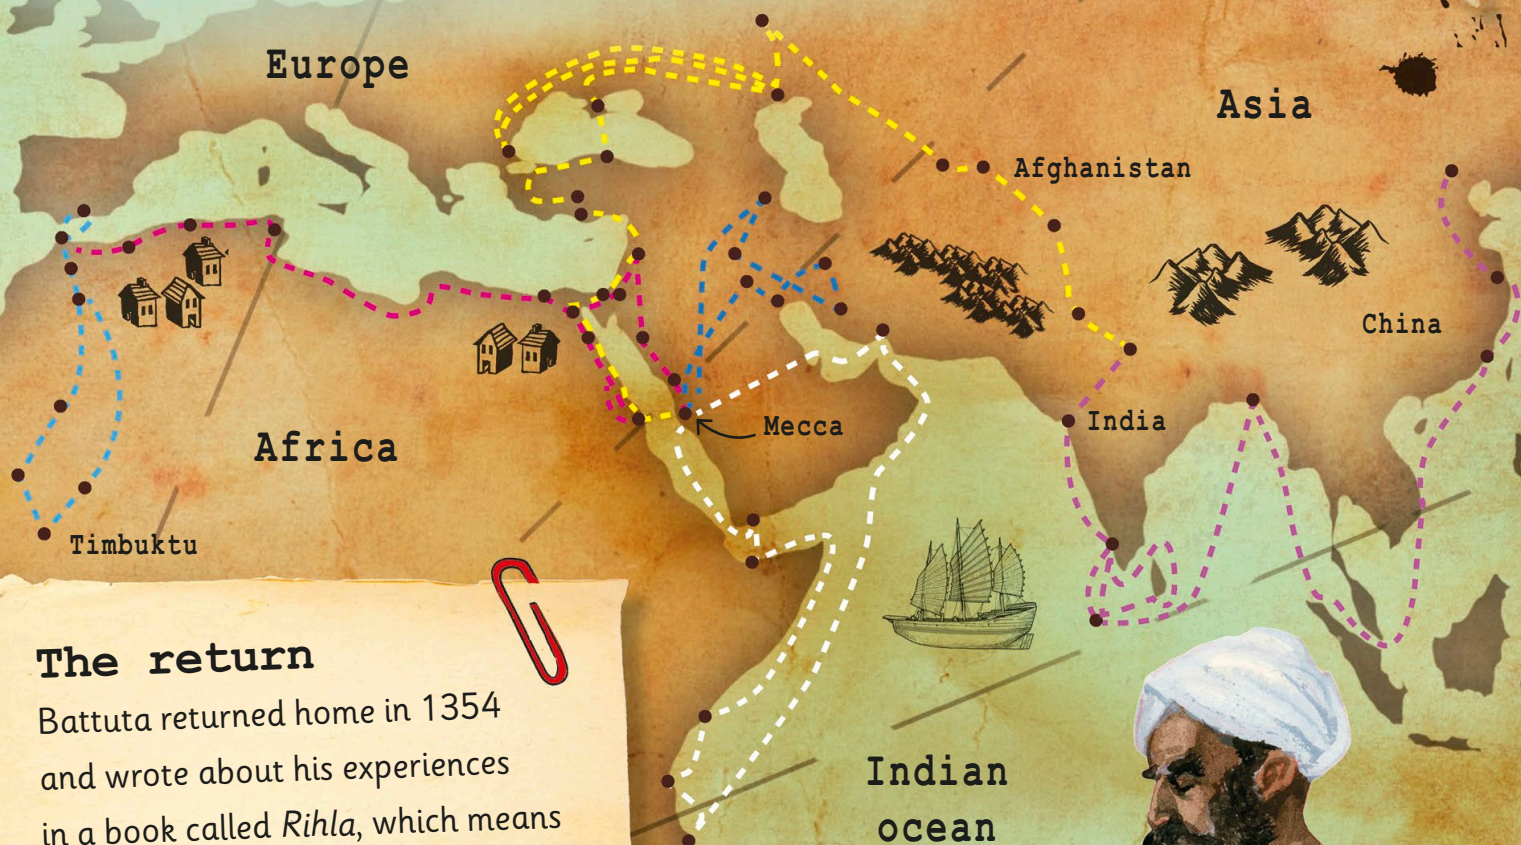 Europe
Asia
Afghanistan
China
India
Mecca
Africa
Timbuktu
The return
Battuta returned home in 1354
and wrote about his experiences
in a book called Rihla, which means
Indian
ocean